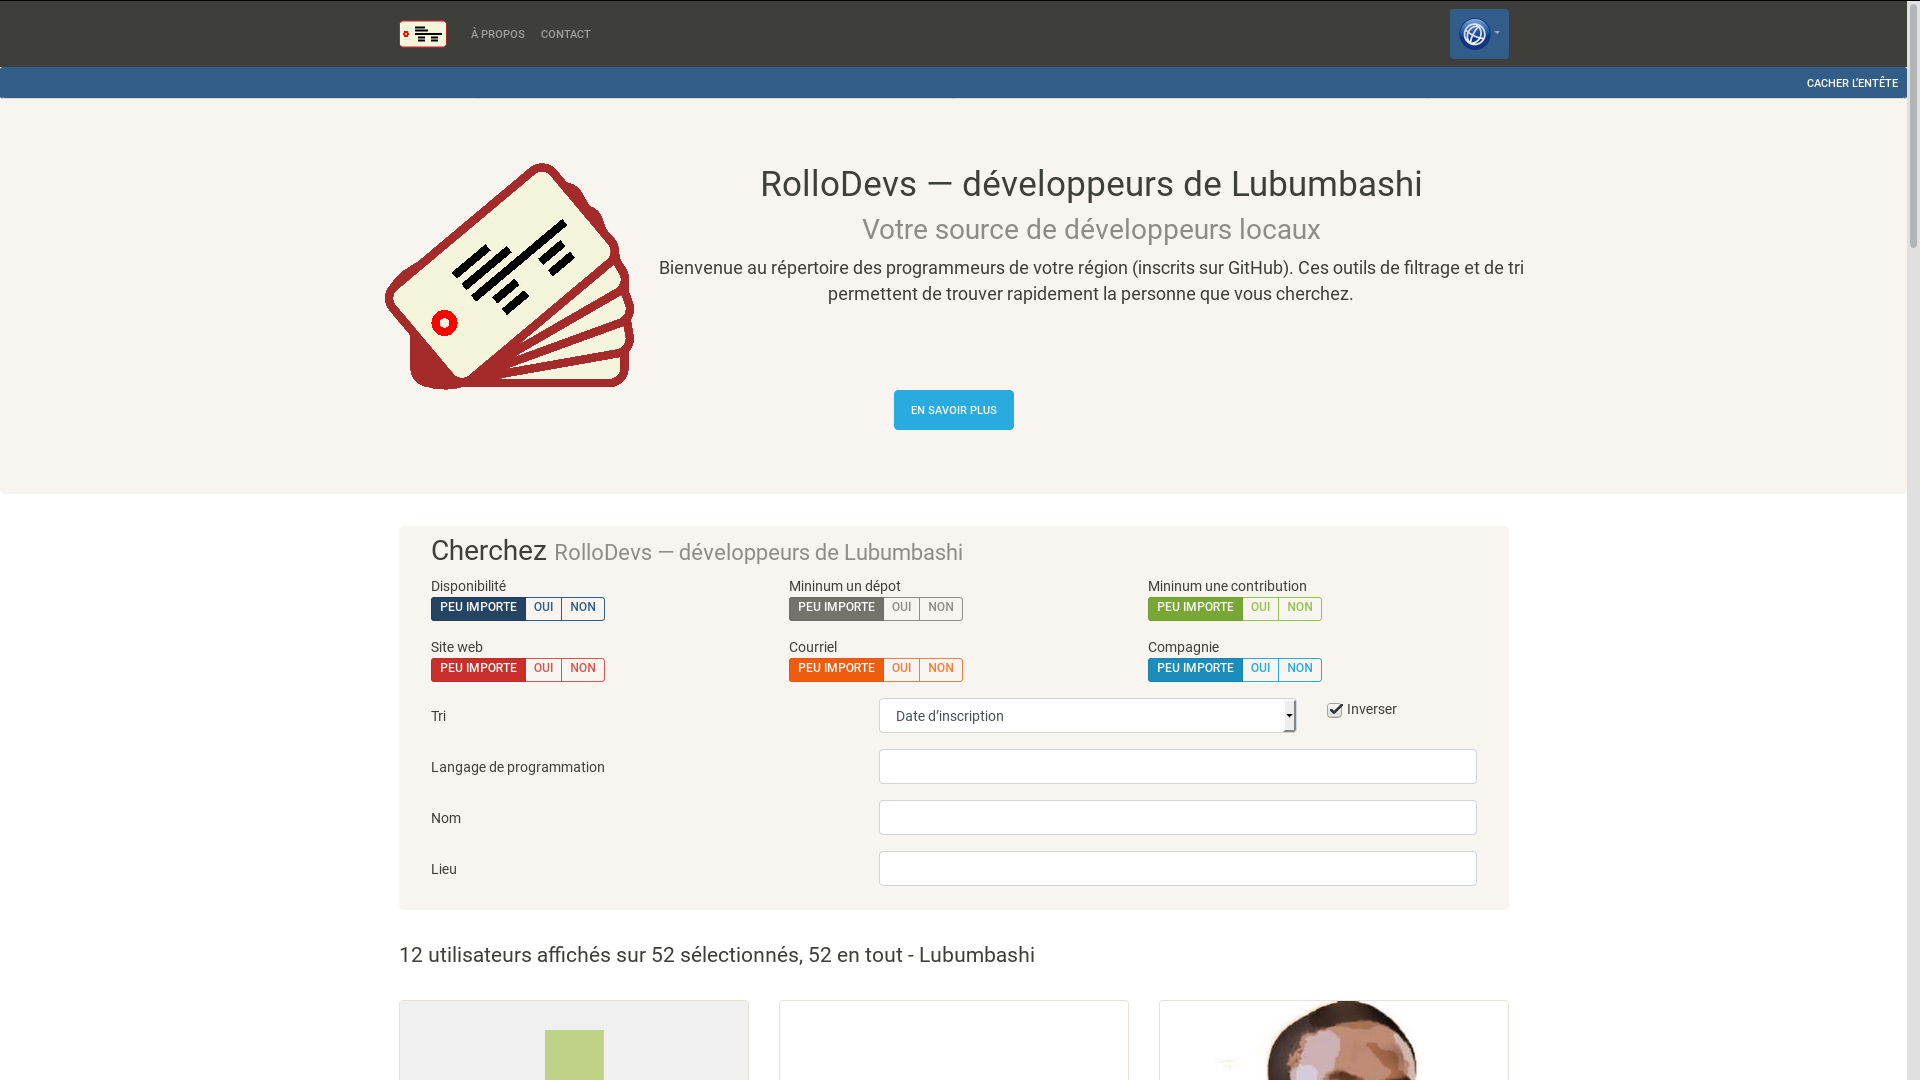 À PROPOS CONTACT
CACHER L'ENTÊTE
RolloDevs — développeurs de Lubumbashi
Votre source de développeurs locaux
Bienvenue au répertoire des programmeurs de votre région (inscrits sur GitHub). Ces outils de filtrage et de tri
permettent de trouver rapidement la personne que vous cherchez.
EN SAVOIR PLUS
Cherchez RolloDevs — développeurs de Lubumbashi
Disponibilité Mininum un dépot Mininum une contribution
PEU IMPORTE OUI NON PEU IMPORTE OUI NON PEU IMPORTE OUI NON
Site web Courriel Compagnie
PEU IMPORTE OUI NON PEU IMPORTE OUI NON PEU IMPORTE OUI NON
Tri Date d’inscription Inverser
Langage de programmation
Nom
Lieu
12 utilisateurs affichés sur 52 sélectionnés, 52 en tout - Lubumbashi